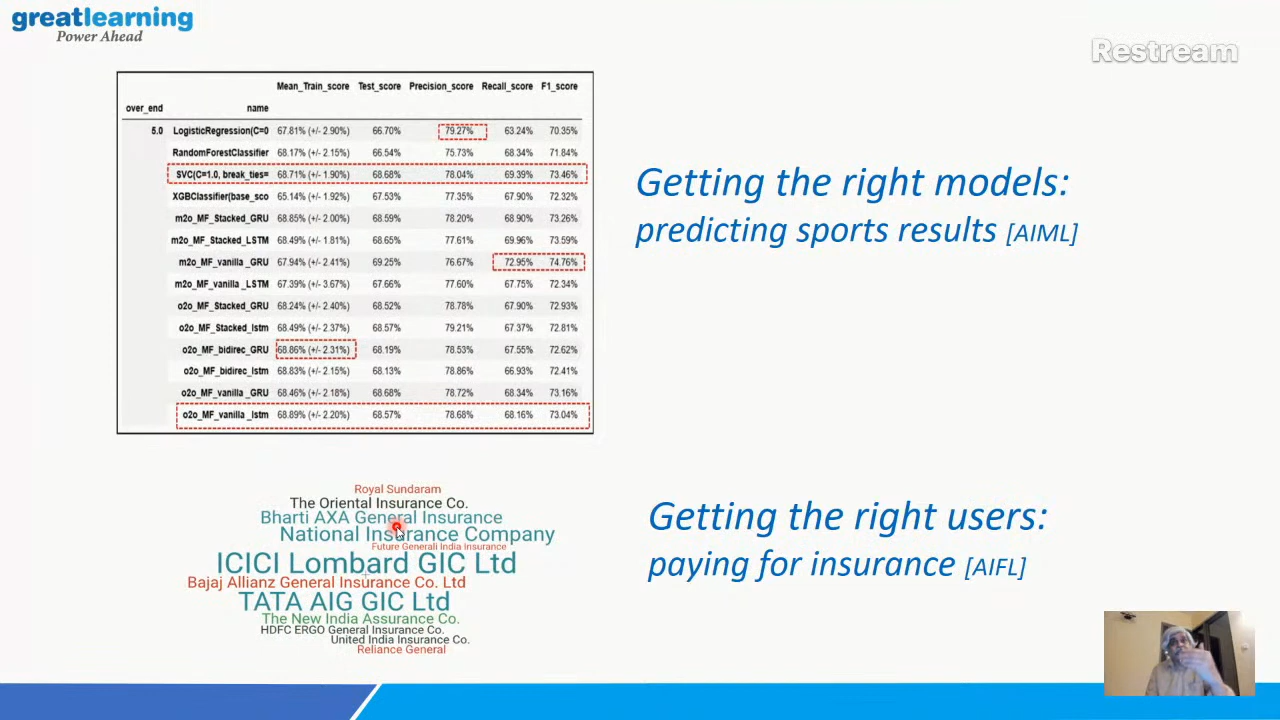 greatlearning
Power Ahead
Restream
Mean_Train_score Test_score Precision_score Recall_score F1_score
over_end name
5.0 LogisticRegression(C=0 67.81% (+/- 2.90%) 66.70% 79.27% 63.24% 70.35%
RandomForestClassifier 68.17% (+/- 2.15%) 66.54% 75.73% 68.34% 71.84%
SVC(C=1.0, break_ties= 68.71% (+/- 1.90%) 68.68% 78.04% 69.39% 73.46%
XGBClassifier(base_sco 65.14% (+/- 1.92%) 67.53% 77.35% 67.90% 72.32%
m2o_MF_Stacked_GRU 68.85% (+/- 2.00%) 68.59% 78.20% 68.90% 73.26%
m2o_MF_Stacked_LSTM 68.49% (+/- 1.81%) 68.65% 77.61% 69.96% 73.59%
m2o_MF_vanilla _GRU 67.94% (+/- 2.41%) 69.25% 76.67% 72.95% 74.76%
m2o_MF_vanilla _LSTM 67.39% (+/- 3.67%) 67.66% 77.60% 67.75% 72.34%
o2o_MF_Stacked_GRU 68.24% (+/- 2.40%) 68.52% 78.78% 67.90% 72.93%
o2o_MF_Stacked_lstm 68.49% (+/- 2.37%) 68.57% 79.21% 67.37% 72.81%
o2o_MF_bidirec_GRU 68.86% (+/- 2.31%) 68.19% 78.53% 67.55% 72.62%
o2o_MF_bidirec_lstm 68.83% (+/- 2.15%) 68.13% 78.86% 66.93% 72.41%
o2o_MF_vanilla _GRU 68.46% (+/- 2.18%) 68.68% 78.72% 68.34% 73.16%
o2o_MF_vanilla _lstm 68.89% (+/- 2.20%) 68.57% 78.68% 68.16% 73.04%
Getting the right models:
predicting sports results [AIML]
Royal Sundaram
The Oriental Insurance Co.
Bharti AXA General Insurance
National Insurance Company
Future Generali India Insurance
ICICI Lombard GIC Ltd
Bajaj Allianz General Insurance Co. Ltd
TATA AIG GIC Ltd
The New India Assurance Co.
HDFC ERGO General Insurance Co.
United India Insurance Co.
Reliance General
Getting the right users:
paying for insurance [AIFL]